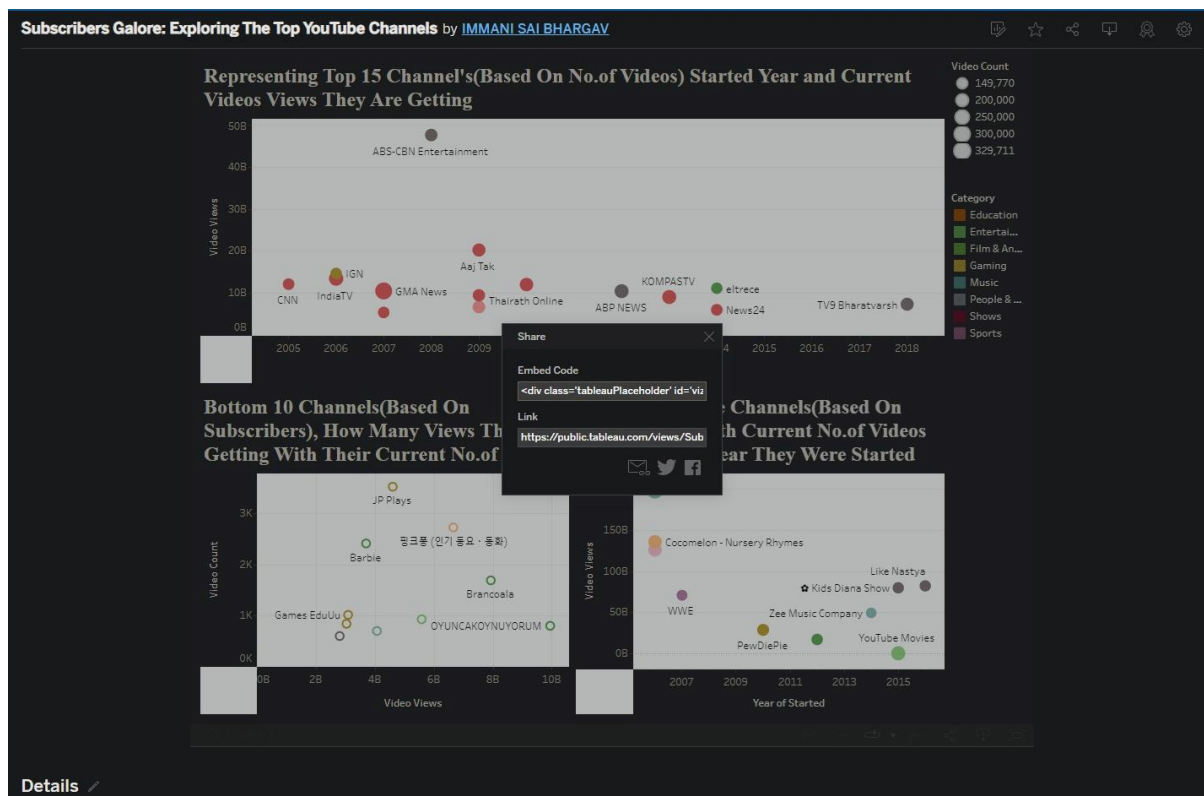 Subscribers Galore: Exploring The Top YouTube Channels by IMMANI SAI BHARGAV
Representing Top 15 Channel's(Based On No.of Videos) Started Year and Current
Videos Views They Are Getting
Video Count
149,770
200,000
250,000
300,000
329,711
Category
Education
Entertai...
Film & An...
Gaming
Music
People & ...
Shows
Sports
Video Views
50B
40B
30B
20B
10B
0B
ABS-CBN Entertainment
Aaj Tak
IGN
CNN
IndiaTV
GMA News
Thairath Online
KOMPASTV
ABP NEWS
eltrece
News24
TV9 Bharatvarsh
2005 2006 2007 2008 2009 4 2015 2016 2017 2018
Share
Embed Code
<div class='tableauPlaceholder' id='viz
Link
https://public.tableau.com/views/Sub
Bottom 10 Channels(Based On
Subscribers), How Many Views Th
Getting With Their Current No.of
Video Count
3K
2K
1K
0K
JP Plays
핑크퐁 (인기 동요・동화)
Barbie
Brancoala
Games EduUu
OYUNCAKOYNUYORUM
0B 2B 4B 6B 8B 10B
Video Views
e Channels(Based On
th Current No.of Videos
ear They Were Started
Video Views
150B
100B
50B
0B
Cocomelon - Nursery Rhymes
Like Nastya
✿ Kids Diana Show
WWE
Zee Music Company
PewDiePie
YouTube Movies
2007 2009 2011 2013 2015
Year of Started
Details